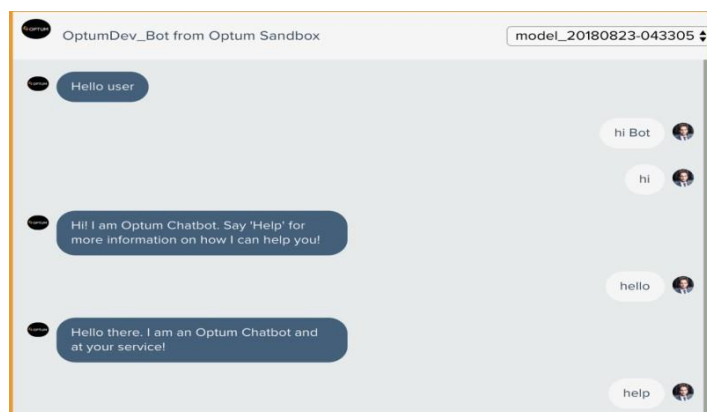 OPTUM
OptumDev_Bot from Optum Sandbox
model_20180823-043305
Hello user
hi Bot
hi
Hi! I am Optum Chatbot. Say 'Help' for
more information on how I can help you!
hello
Hello there. I am an Optum Chatbot and
at your service!
help